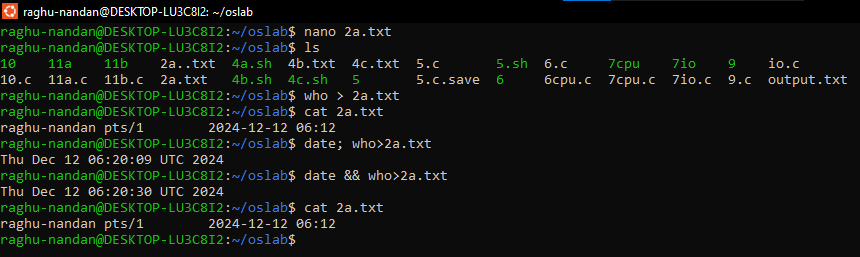 raghu-nandan@DESKTOP-LU3C8I2: ~/oslab
raghu-nandan@DESKTOP-LU3C8I2:~/oslab$ nano 2a.txt
raghu-nandan@DESKTOP-LU3C8I2:~/oslab$ ls
10 11a 11b 2a..txt 4a.sh 4b.txt 4c.txt 5.c 5.sh 6.c 7cpu 7io 9 io.c
10.c 11a.c 11b.c 2a.txt 4b.sh 4c.sh 5 5.c.save 6 6cpu.c 7cpu.c 7io.c 9.c output.txt
raghu-nandan@DESKTOP-LU3C8I2:~/oslab$ who > 2a.txt
raghu-nandan@DESKTOP-LU3C8I2:~/oslab$ cat 2a.txt
raghu-nandan pts/1 2024-12-12 06:12
raghu-nandan@DESKTOP-LU3C8I2:~/oslab$ date; who>2a.txt
Thu Dec 12 06:20:09 UTC 2024
raghu-nandan@DESKTOP-LU3C8I2:~/oslab$ date && who>2a.txt
Thu Dec 12 06:20:30 UTC 2024
raghu-nandan@DESKTOP-LU3C8I2:~/oslab$ cat 2a.txt
raghu-nandan pts/1 2024-12-12 06:12
raghu-nandan@DESKTOP-LU3C8I2:~/oslab$